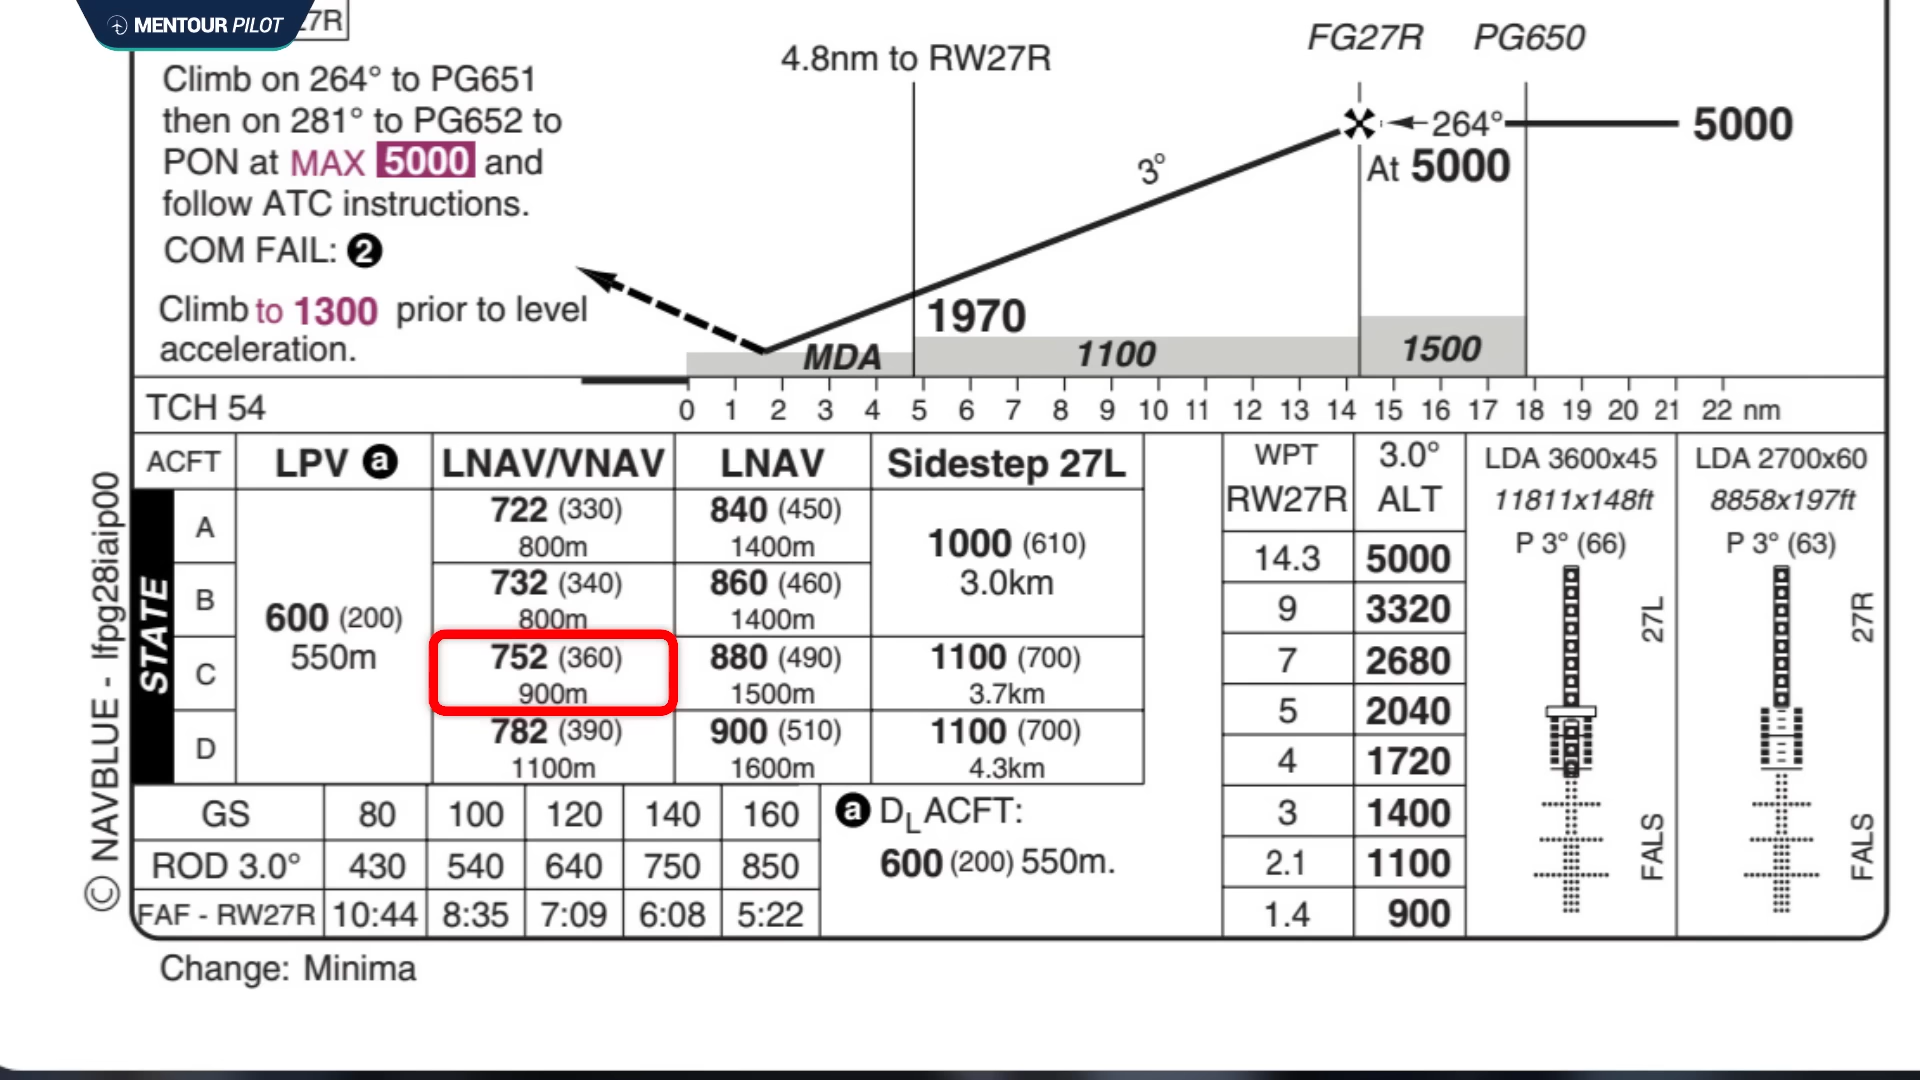 MENTOUR PILOT
27R
Climb on 264° to PG651
then on 281° to PG652 to
PON at MAX 5000 and
follow ATC instructions.
COM FAIL: 2
Climb to 1300 prior to level
acceleration.
4.8nm to RW27R
FG27R PG650
264° 5000
At 5000
3°
1970
MDA 1100 1500
TCH 54
0 1 2 3 4 5 6 7 8 9 10 11 12 13 14 15 16 17 18 19 20 21 22 nm
ACFT LPV a LNAV/VNAV LNAV Sidestep 27L
STATE
A
B
C
D
600 (200)
550m
722 (330)
800m
732 (340)
800m
752 (360)
900m
782 (390)
1100m
840 (450)
1400m
860 (460)
1400m
880 (490)
1500m
900 (510)
1600m
1000 (610)
3.0km
1100 (700)
3.7km
1100 (700)
4.3km
GS 80 100 120 140 160
ROD 3.0° 430 540 640 750 850
FAF - RW27R 10:44 8:35 7:09 6:08 5:22
a DL ACFT:
600 (200) 550m.
WPT 3.0°
RW27R ALT
14.3 5000
9 3320
7 2680
5 2040
4 1720
3 1400
2.1 1100
1.4 900
LDA 3600x45
11811x148ft
P 3° (66)
27L
FALS
LDA 2700x60
8858x197ft
P 3° (63)
27R
FALS
© NAVBLUE - lfpg28iaip00
Change: Minima